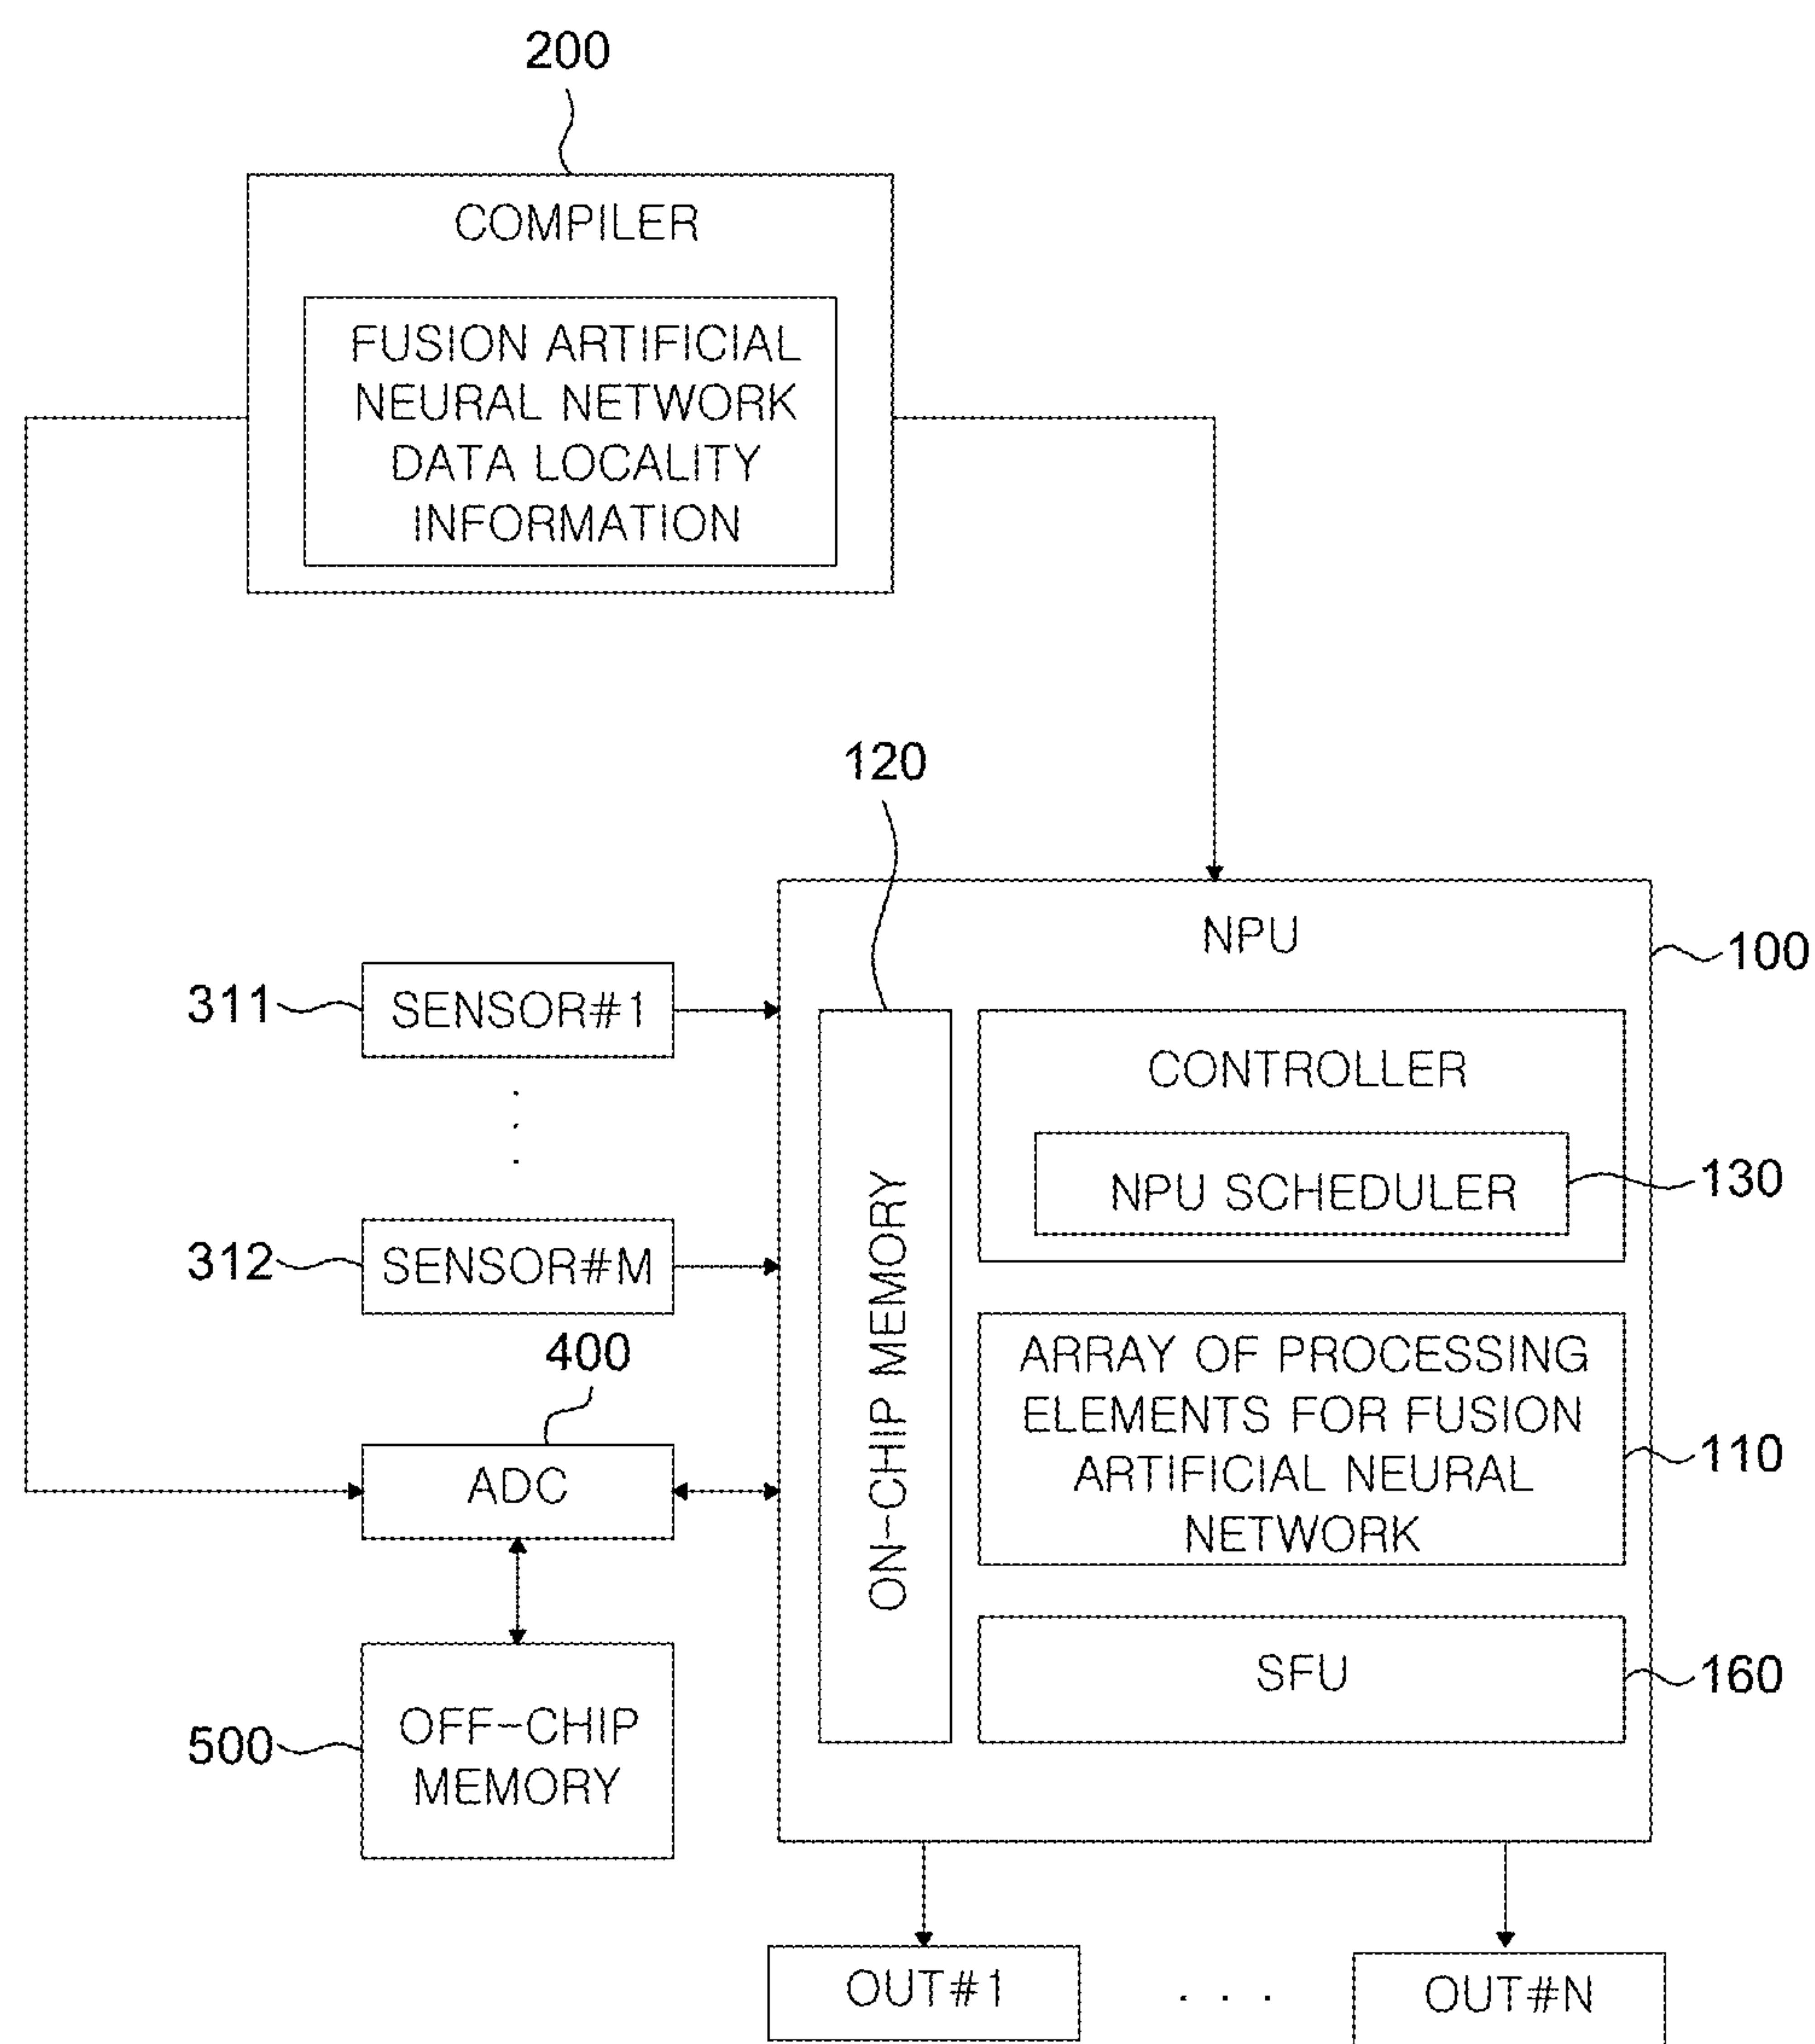 200
COMPILER
FUSION ARTIFICIAL
NEURAL NETWORK
DATA LOCALITY
INFORMATION
120
NPU
100
311
SENSOR#1
.
.
.
312
SENSOR#M
400
ADC
500
OFF-CHIP
MEMORY
ON-CHIP MEMORY
CONTROLLER
NPU SCHEDULER
130
ARRAY OF PROCESSING
ELEMENTS FOR FUSION
ARTIFICIAL NEURAL
NETWORK
110
SFU
160
OUT#1
. . .
OUT#N